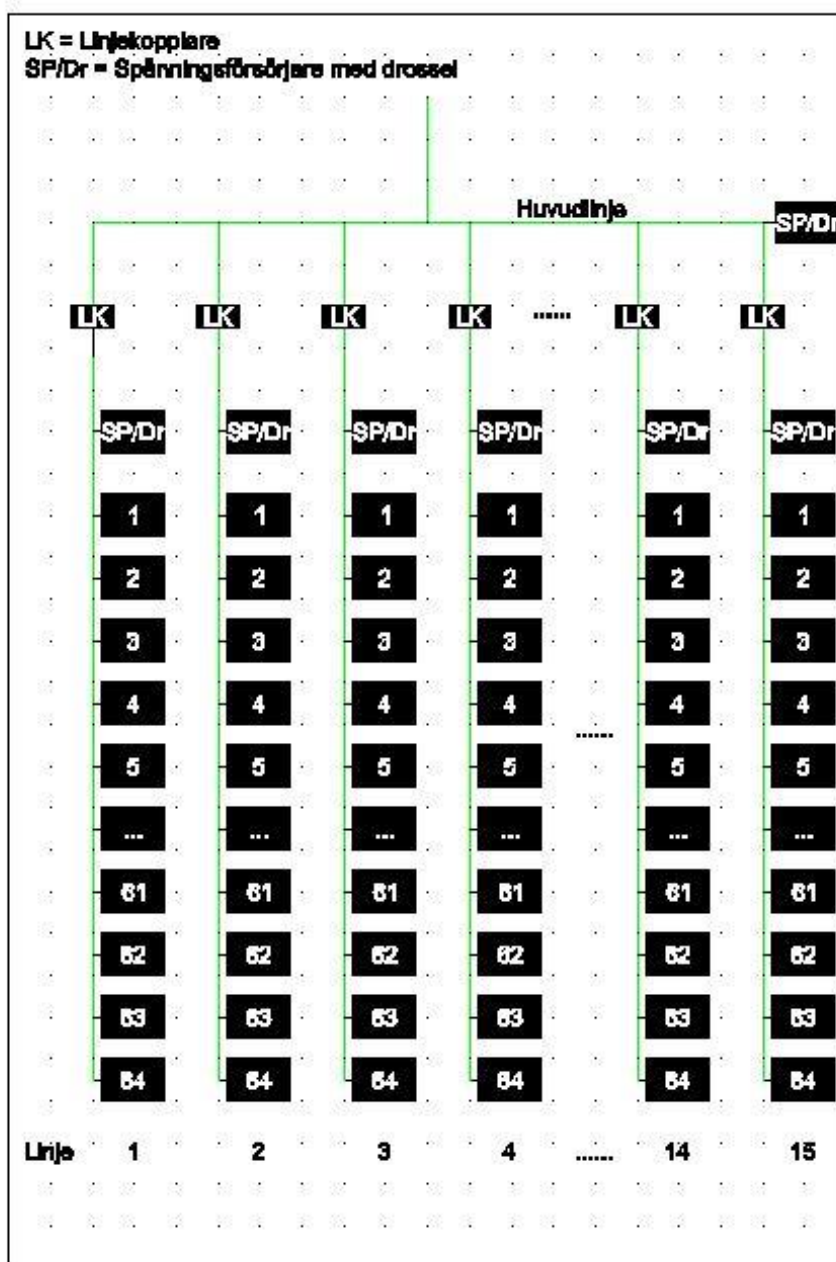 LK = Linjekopplare
SP/Dr = Spänningsförsörjare med drossel
Huvudlinje
SP/Dr
LK LK LK LK ...... LK LK
SP/Dr SP/Dr SP/Dr SP/Dr SP/Dr SP/Dr
1 1 1 1 1 1
2 2 2 2 2 2
3 3 3 3 3 3
4 4 4 4 4 4
......
5 5 5 5 5 5
... ... ... ... ... ...
61 61 61 61 61 61
62 62 62 62 62 62
63 63 63 63 63 63
64 64 64 64 64 64
Linje 1 2 3 4 ...... 14 15